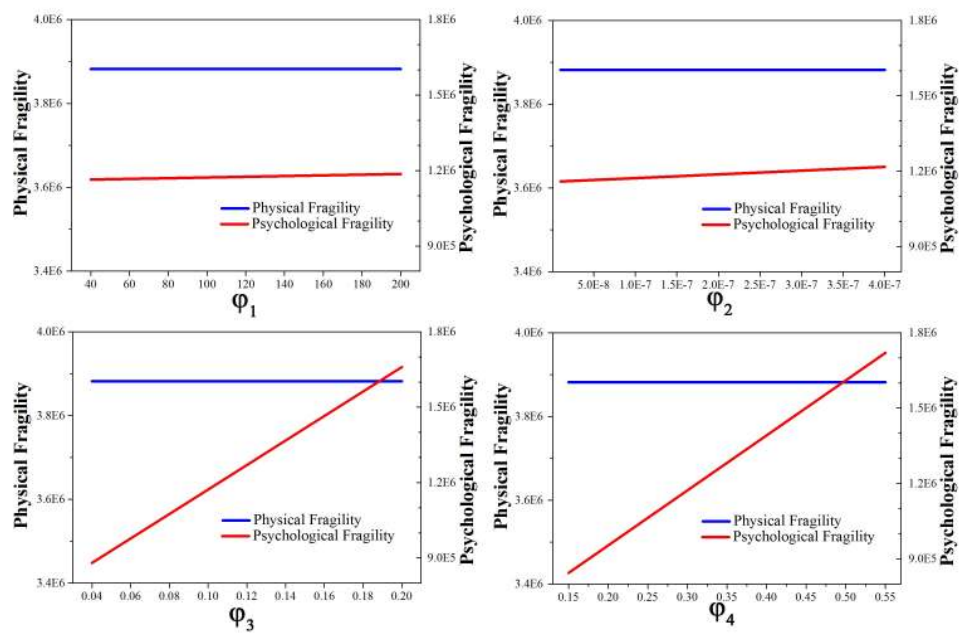 4.0E6
3.8E6
3.6E6
3.4E6
Physical Fragility
1.8E6
1.5E6
1.2E6
9.0E5
Psychological Fragility
Physical Fragility
Psychological Fragility
40 60 80 100 120 140 160 180 200
φ1
4.0E6
3.8E6
3.6E6
3.4E6
Physical Fragility
1.8E6
1.5E6
1.2E6
9.0E5
Psychological Fragility
Physical Fragility
Psychological Fragility
5.0E-8 1.0E-7 1.5E-7 2.0E-7 2.5E-7 3.0E-7 3.5E-7 4.0E-7
φ2
4.0E6
3.8E6
3.6E6
3.4E6
Physical Fragility
1.8E6
1.5E6
1.2E6
9.0E5
Psychological Fragility
Physical Fragility
Psychological Fragility
0.04 0.06 0.08 0.10 0.12 0.14 0.16 0.18 0.20
φ3
4.0E6
3.8E6
3.6E6
3.4E6
Physical Fragility
1.8E6
1.5E6
1.2E6
9.0E5
Psychological Fragility
Physical Fragility
Psychological Fragility
0.15 0.20 0.25 0.30 0.35 0.40 0.45 0.50 0.55
φ4